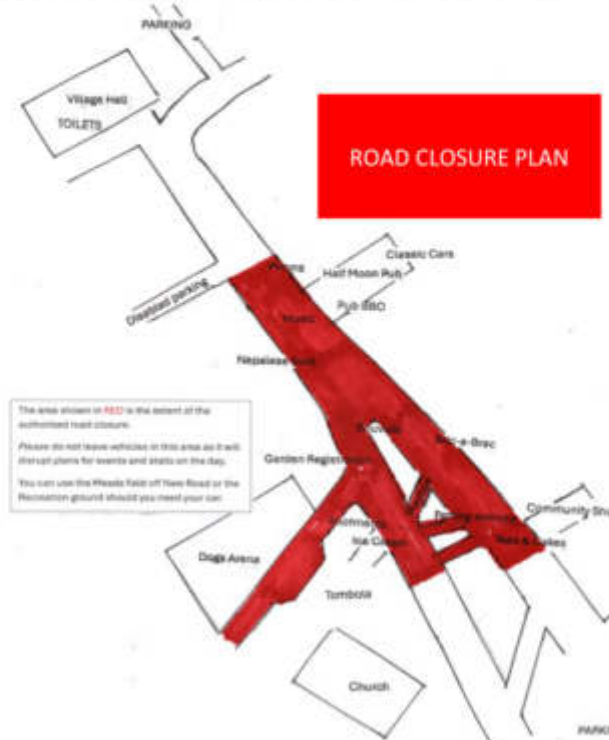 PARKING
Village Hall
TOILETS
ROAD CLOSURE PLAN
Classic Cars
Half Moon Pub
Disabled parking
Pub BBQ
Music
Nepalese
The area shown in RED is the extent of the
authorised road closure.
Please do not leave vehicles in this area as it will
disrupt plans for events and stalls on the day.
You can use the Meads field off New Road or the
Recreation ground should you need your car.
Bric-a-Brac
Garden Registration
Community
Ice Cream
Dogs Arena
Tombola
Church